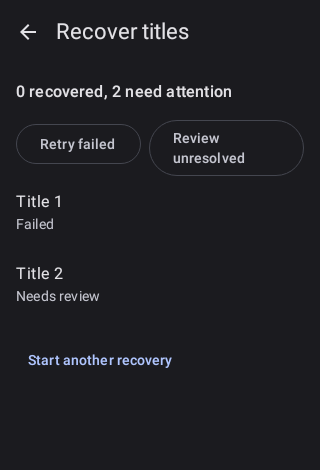 Recover titles
0 recovered, 2 need attention
Retry failed
Review
unresolved
Title 1
Failed
Title 2
Needs review
Start another recovery